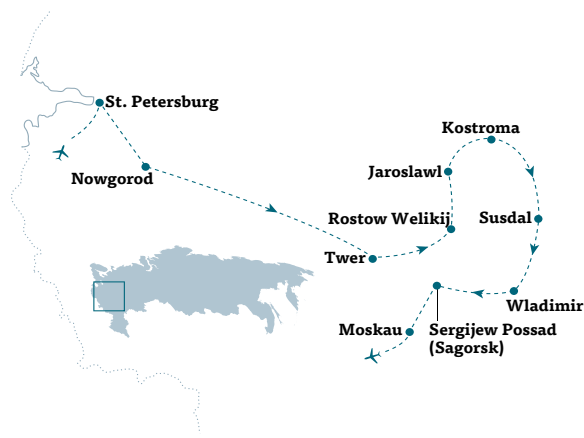 St. Petersburg
Kostroma
Jaroslawl
Nowgorod
Rostow Welikij
Susdal
Twer
Wladimir
Moskau
Sergijew Possad
(Sagorsk)